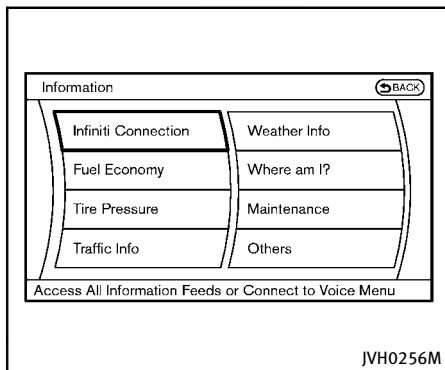 Information
BACK
Infiniti Connection
Weather Info
Fuel Economy
Where am I?
Tire Pressure
Maintenance
Traffic Info
Others
Access All Information Feeds or Connect to Voice Menu
JVH0256M